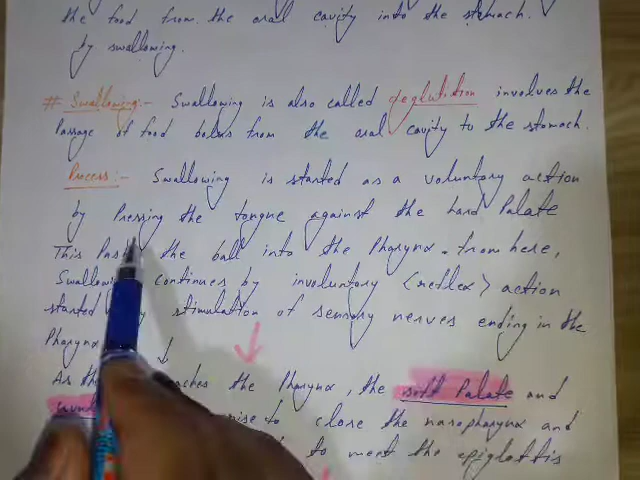 the food from the oral cavity into the stomach.
by swallowing.
# Swallowing:- Swallowing is also called deglutition involves the
Passage of food bolus from the oral cavity to the stomach.
Process:- Swallowing is started as a voluntary action
by Pressing the tongue against the hard Palate
This the ball into the Pharynx. from here,
continues by involuntary <reflex> action
started stimulation of sensory nerves ending in the
As the Pharynx, the soft Palate and
to close the nasopharynx and
to meet the epiglottis